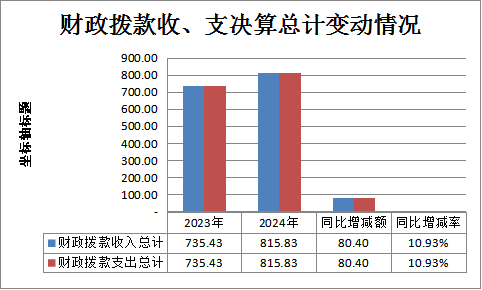 财政拨款收、支决算总计变动情况
坐标轴标题
900.00
800.00
700.00
600.00
500.00
400.00
300.00
200.00
100.00
-
2023年 2024年 同比增减额 同比增减率
财政拨款收入总计 735.43 815.83 80.40 10.93%
财政拨款支出总计 735.43 815.83 80.40 10.93%